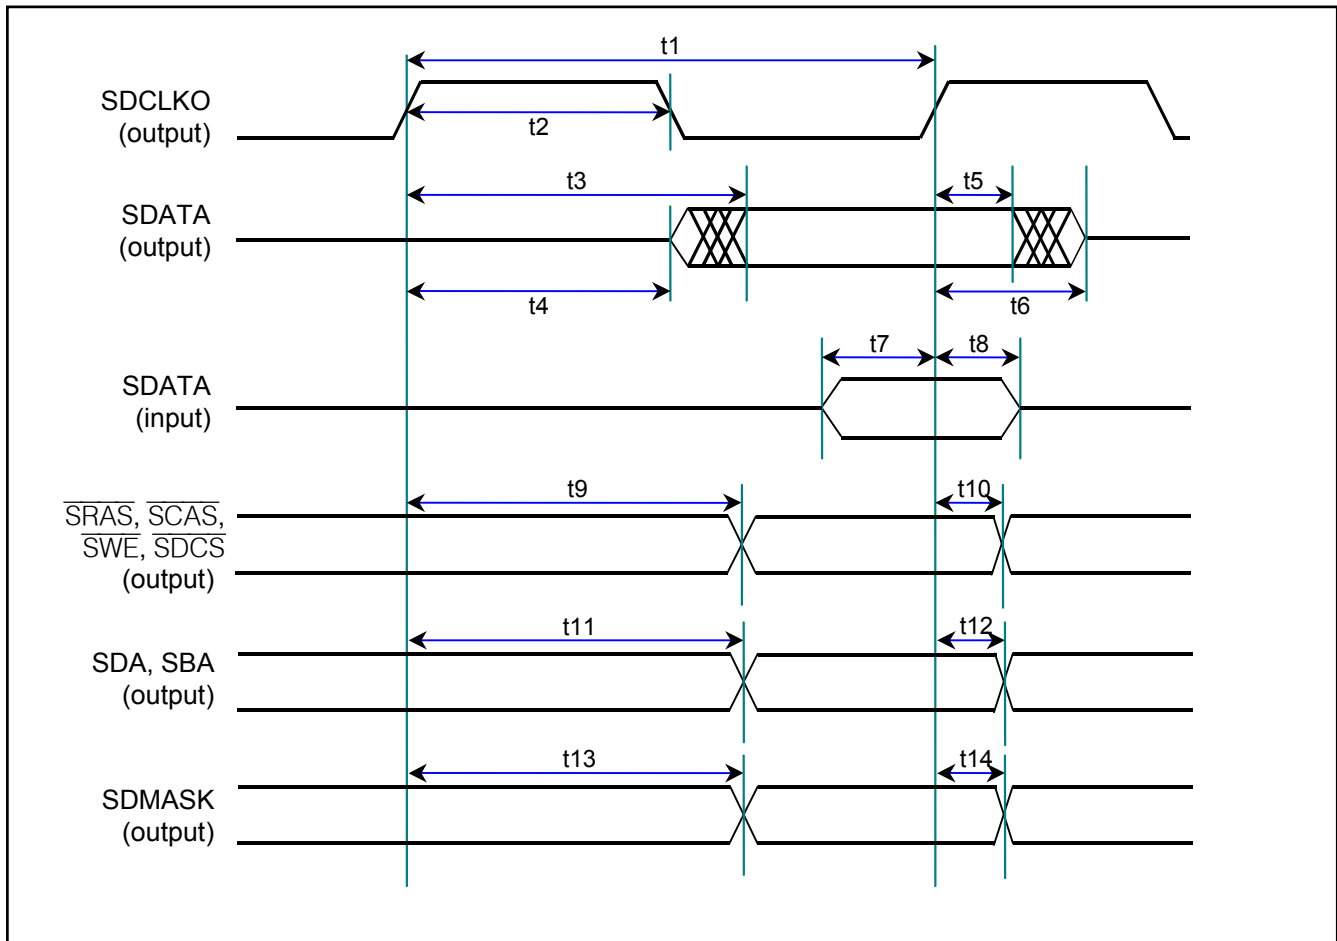 t1
SDCLKO
(output)
t2
t3
t5
SDATA
(output)
t4
t6
t7
t8
SDATA
(input)
t9
t10
SRAS, SCAS,
SWE, SDCS
(output)
t11
t12
SDA, SBA
(output)
t13
t14
SDMASK
(output)